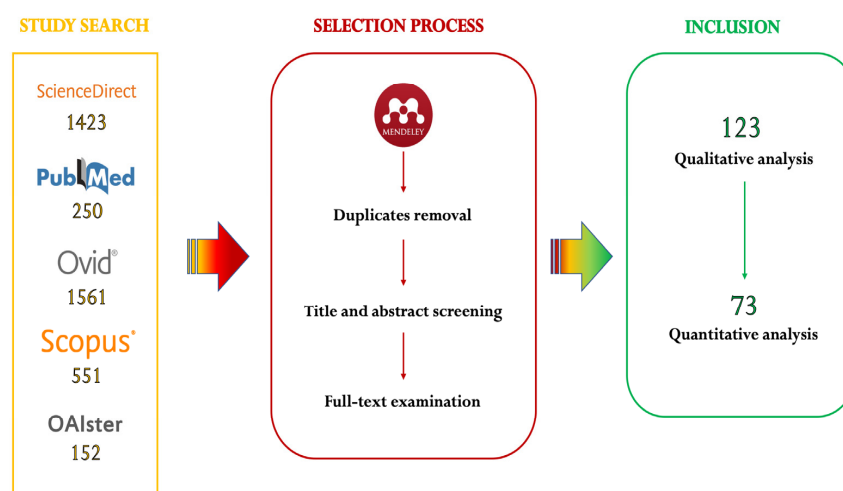 STUDY SEARCH
ScienceDirect
1423
PubMed
250
Ovid®
1561
Scopus®
551
OAIster
152
SELECTION PROCESS
MENDELEY
Duplicates removal
Title and abstract screening
Full-text examination
INCLUSION
123
Qualitative analysis
73
Quantitative analysis